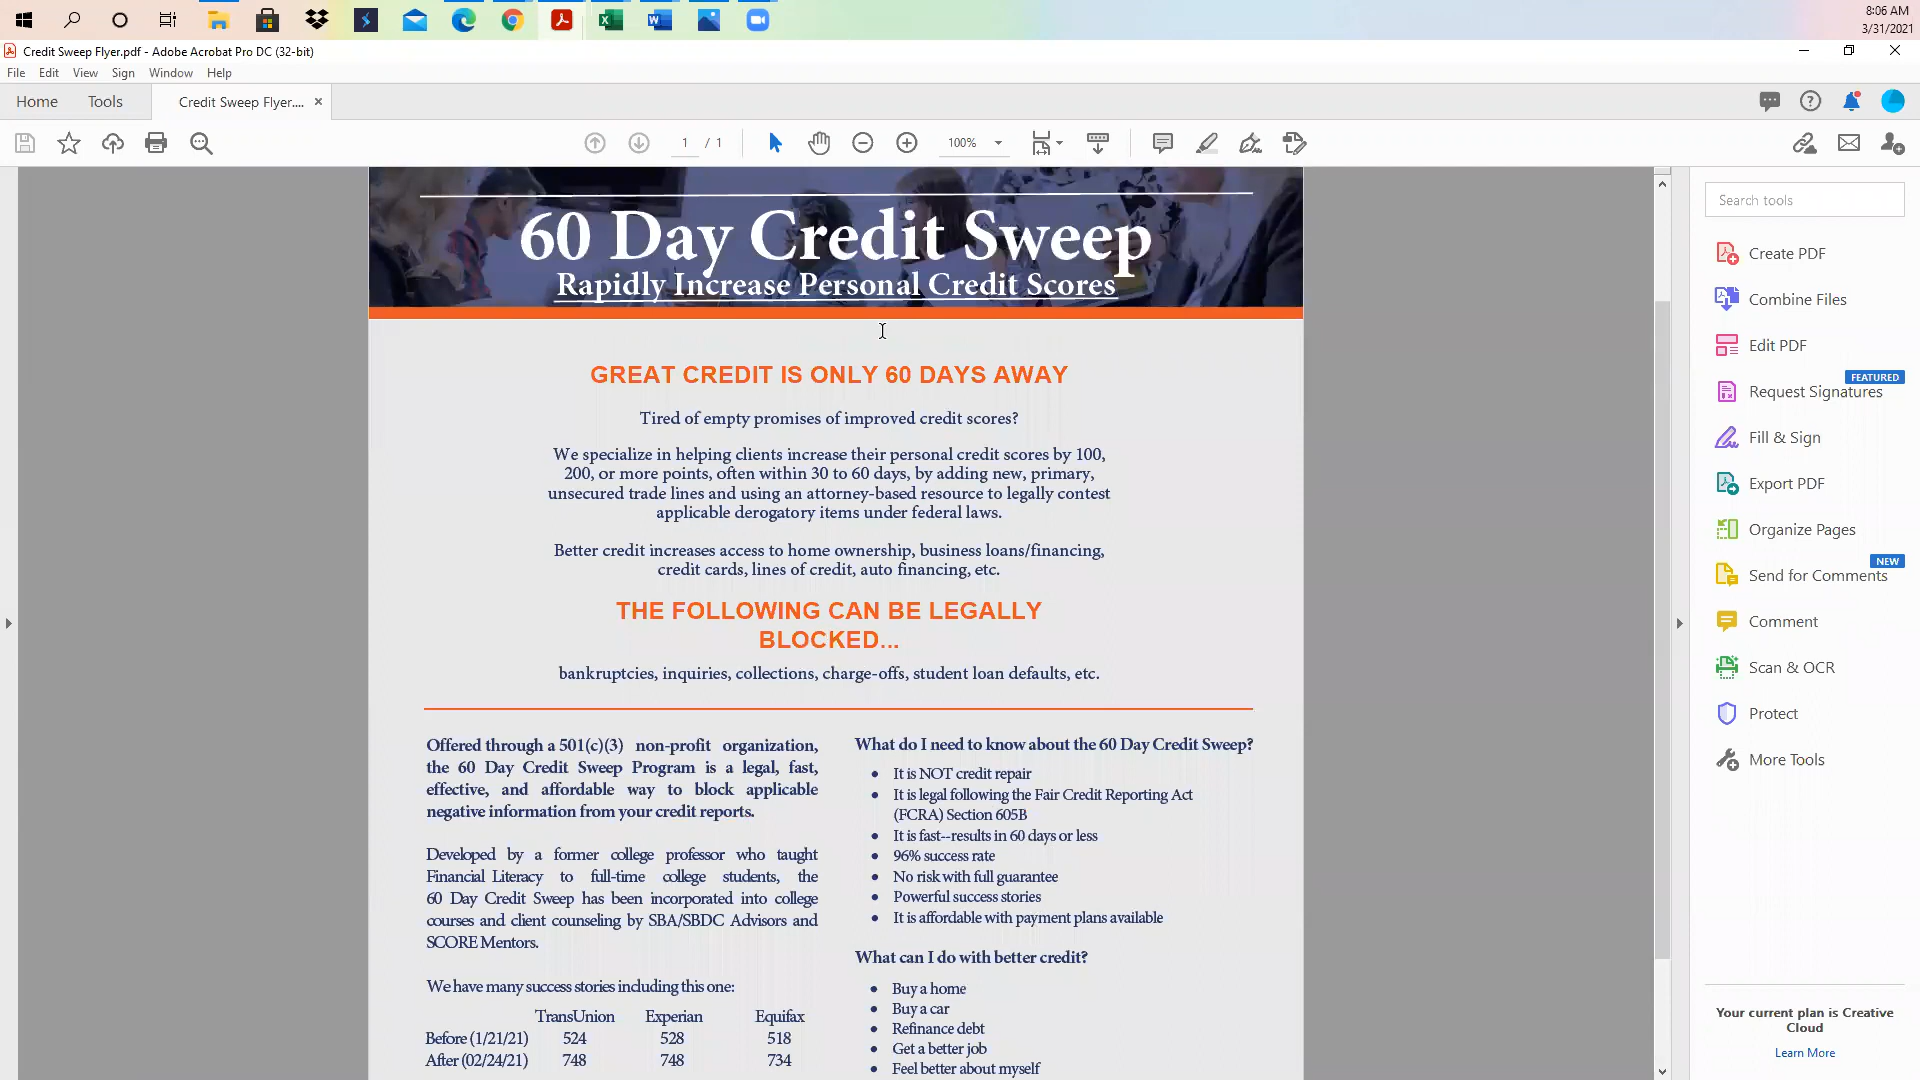 8:06 AM
3/31/2021
Credit Sweep Flyer.pdf - Adobe Acrobat Pro DC (32-bit)
File Edit View Sign Window Help
Home Tools Credit Sweep Flyer....
1 / 1 100%
60 Day Credit Sweep
Rapidly Increase Personal Credit Scores
GREAT CREDIT IS ONLY 60 DAYS AWAY
Tired of empty promises of improved credit scores?
We specialize in helping clients increase their personal credit scores by 100,
200, or more points, often within 30 to 60 days, by adding new, primary,
unsecured trade lines and using an attorney-based resource to legally contest
applicable derogatory items under federal laws.
Better credit increases access to home ownership, business loans/financing,
credit cards, lines of credit, auto financing, etc.
THE FOLLOWING CAN BE LEGALLY
BLOCKED...
bankruptcies, inquiries, collections, charge-offs, student loan defaults, etc.
Offered through a 501(c)(3) non-profit organization,
the 60 Day Credit Sweep Program is a legal, fast,
effective, and affordable way to block applicable
negative information from your credit reports.
Developed by a former college professor who taught
Financial Literacy to full-time college students, the
60 Day Credit Sweep has been incorporated into college
courses and client counseling by SBA/SBDC Advisors and
SCORE Mentors.
We have many success stories including this one:
TransUnion Experian Equifax
Before (1/21/21) 524 528 518
After (02/24/21) 748 748 734
What do I need to know about the 60 Day Credit Sweep?
• It is NOT credit repair
• It is legal following the Fair Credit Reporting Act
(FCRA) Section 605B
• It is fast--results in 60 days or less
• 96% success rate
• No risk with full guarantee
• Powerful success stories
• It is affordable with payment plans available
What can I do with better credit?
• Buy a home
• Buy a car
• Refinance debt
• Get a better job
• Feel better about myself
Search tools
Create PDF
Combine Files
Edit PDF
FEATURED
Request Signatures
Fill & Sign
Export PDF
Organize Pages
NEW
Send for Comments
Comment
Scan & OCR
Protect
More Tools
Your current plan is Creative
Cloud
Learn More